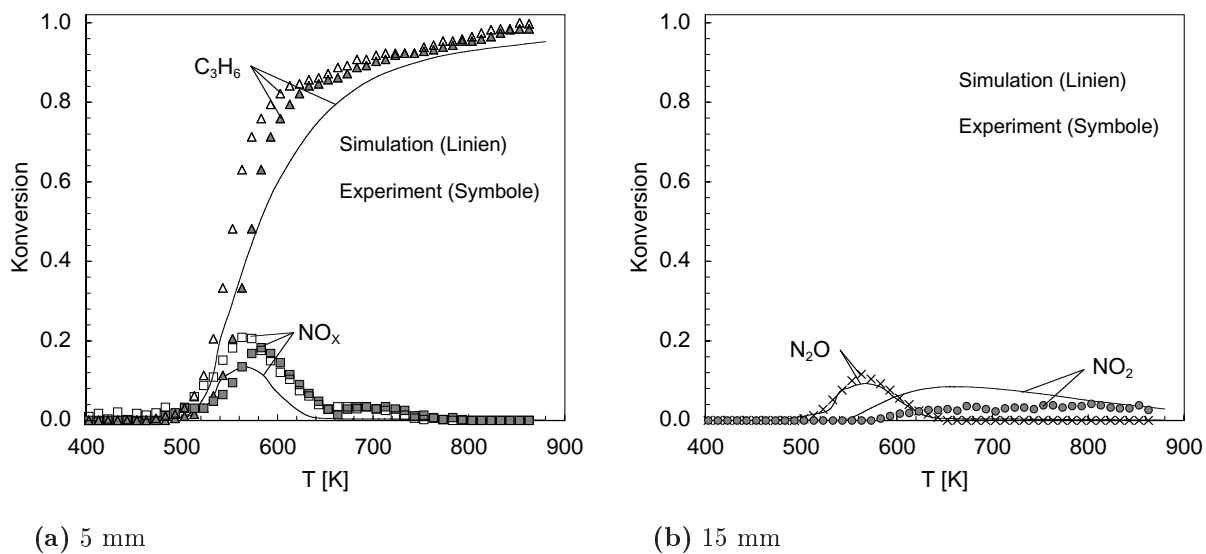 1.0
0.8
0.6
0.4
0.2
0.0
Konversion
C₃H₆
Simulation (Linien)
Experiment (Symbole)
NOₓ
400 500 600 700 800 900
T [K]
(a) 5 mm
1.0
0.8
0.6
0.4
0.2
0.0
Konversion
Simulation (Linien)
Experiment (Symbole)
N₂O
NO₂
400 500 600 700 800 900
T [K]
(b) 15 mm